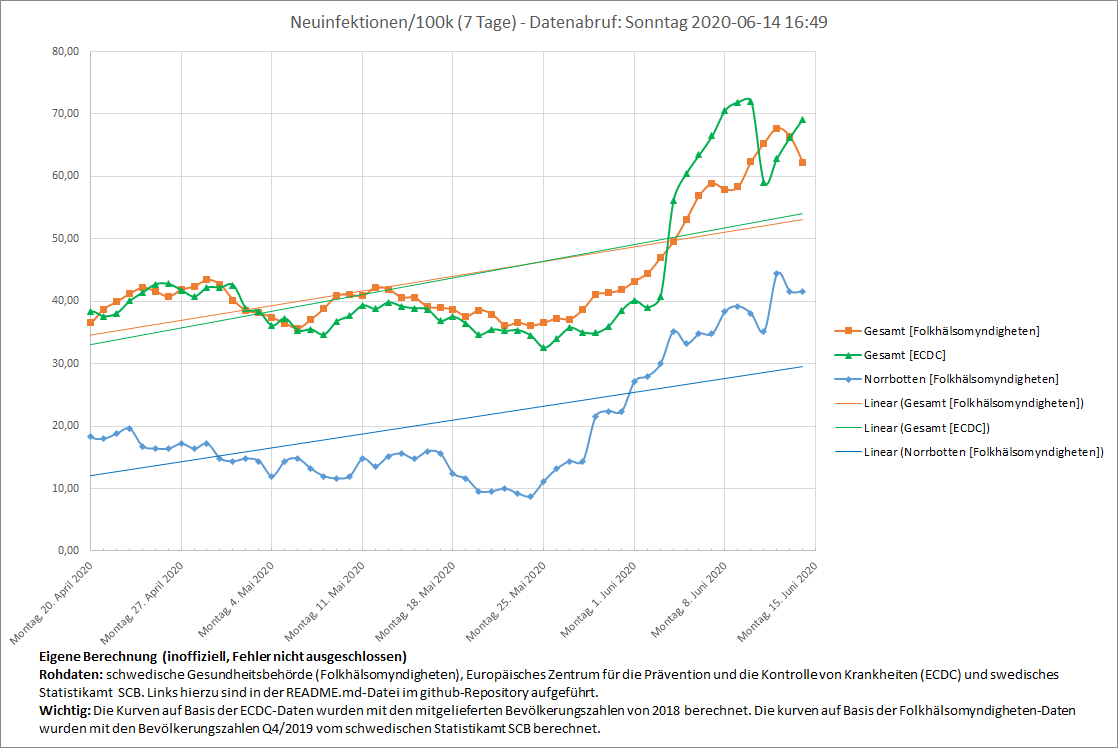 Neuinfektionen/100k (7 Tage) - Datenabruf: Sonntag 2020-06-14 16:49
80,00
70,00
60,00
50,00
40,00
30,00
20,00
10,00
0,00
Montag, 20. April 2020
Montag, 27. April 2020
Montag, 4. Mai 2020
Montag, 11. Mai 2020
Montag, 18. Mai 2020
Montag, 25. Mai 2020
Montag, 1. Juni 2020
Montag, 8. Juni 2020
Montag, 15. Juni 2020
Gesamt [Folkhälsomyndigheten]
Gesamt [ECDC]
Norrbotten [Folkhälsomyndigheten]
Linear (Gesamt [Folkhälsomyndigheten])
Linear (Gesamt [ECDC])
Linear (Norrbotten [Folkhälsomyndigheten])
Eigene Berechnung (inoffiziell, Fehler nicht ausgeschlossen)
Rohdaten: schwedische Gesundheitsbehörde (Folkhälsomyndigheten), Europäisches Zentrum für die Prävention und die Kontrolle von Krankheiten (ECDC) und swedisches
Statistikamt SCB. Links hierzu sind in der README.md-Datei im github-Repository aufgeführt.
Wichtig: Die Kurven auf Basis der ECDC-Daten wurden mit den mitgelieferten Bevölkerungszahlen von 2018 berechnet. Die kurven auf Basis der Folkhälsomyndigheten-Daten
wurden mit den Bevölkerungszahlen Q4/2019 vom schwedischen Statistikamt SCB berechnet.